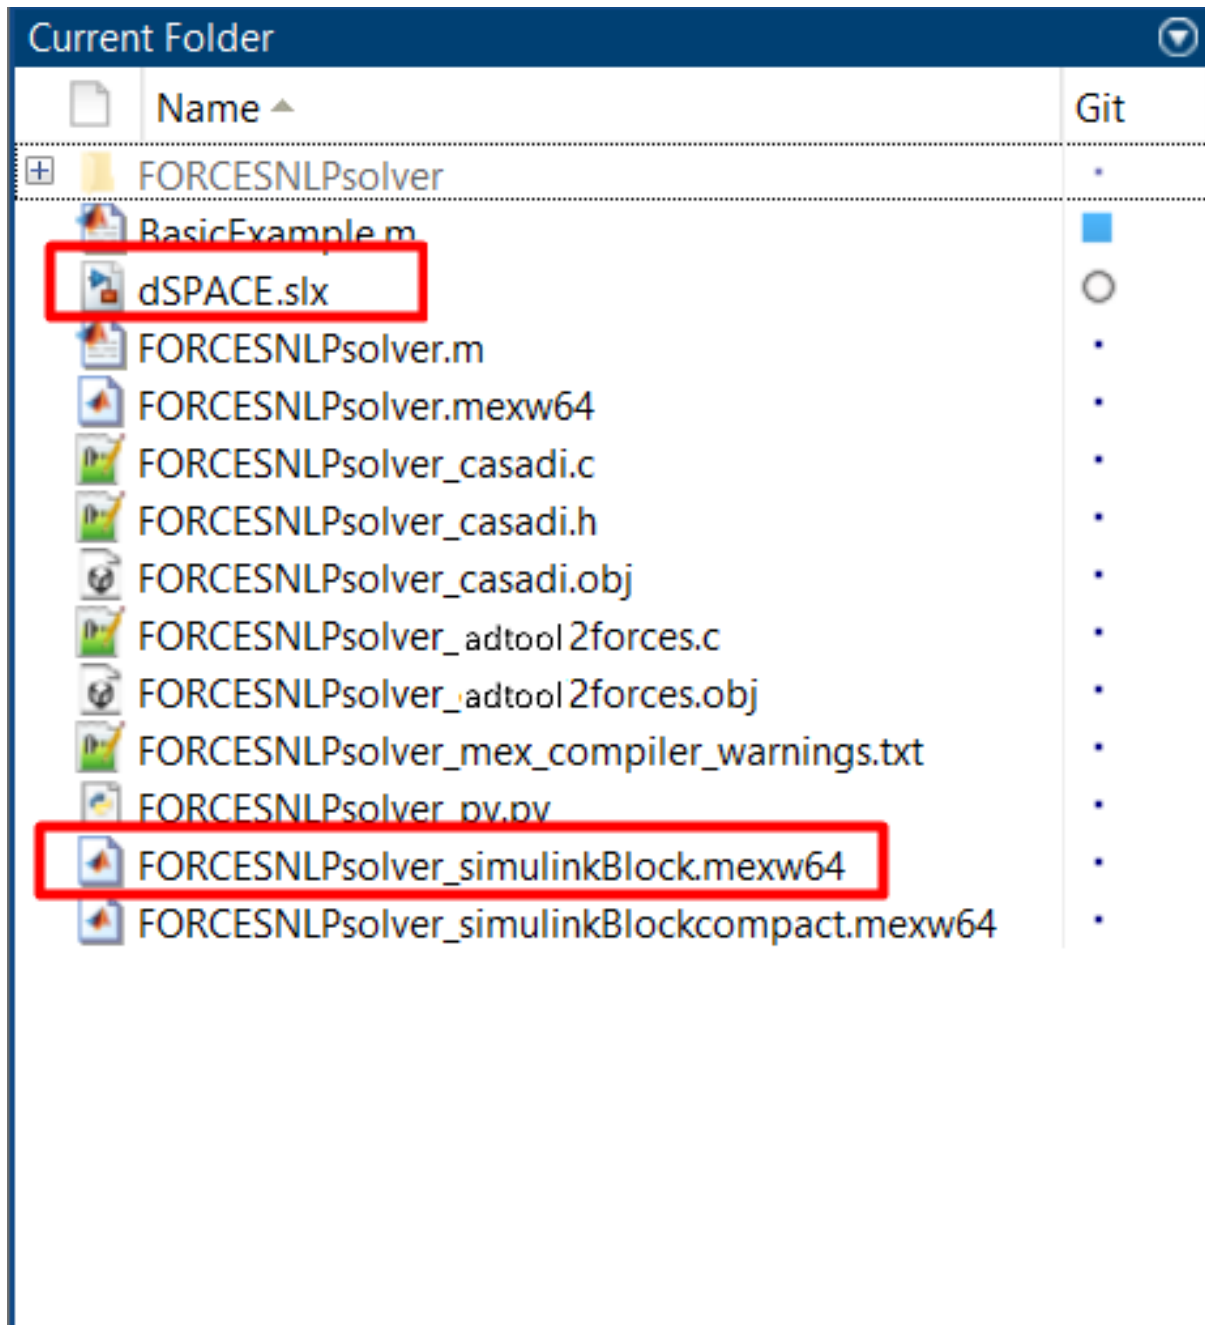 Current Folder
Name Git
FORCESNLPsolver
BasicExample.m
dSPACE.slx
FORCESNLPsolver.m
FORCESNLPsolver.mexw64
FORCESNLPsolver_casadi.c
FORCESNLPsolver_casadi.h
FORCESNLPsolver_casadi.obj
FORCESNLPsolver_adtool2forces.c
FORCESNLPsolver_adtool2forces.obj
FORCESNLPsolver_mex_compiler_warnings.txt
FORCESNLPsolver_py.py
FORCESNLPsolver_simulinkBlock.mexw64
FORCESNLPsolver_simulinkBlockcompact.mexw64